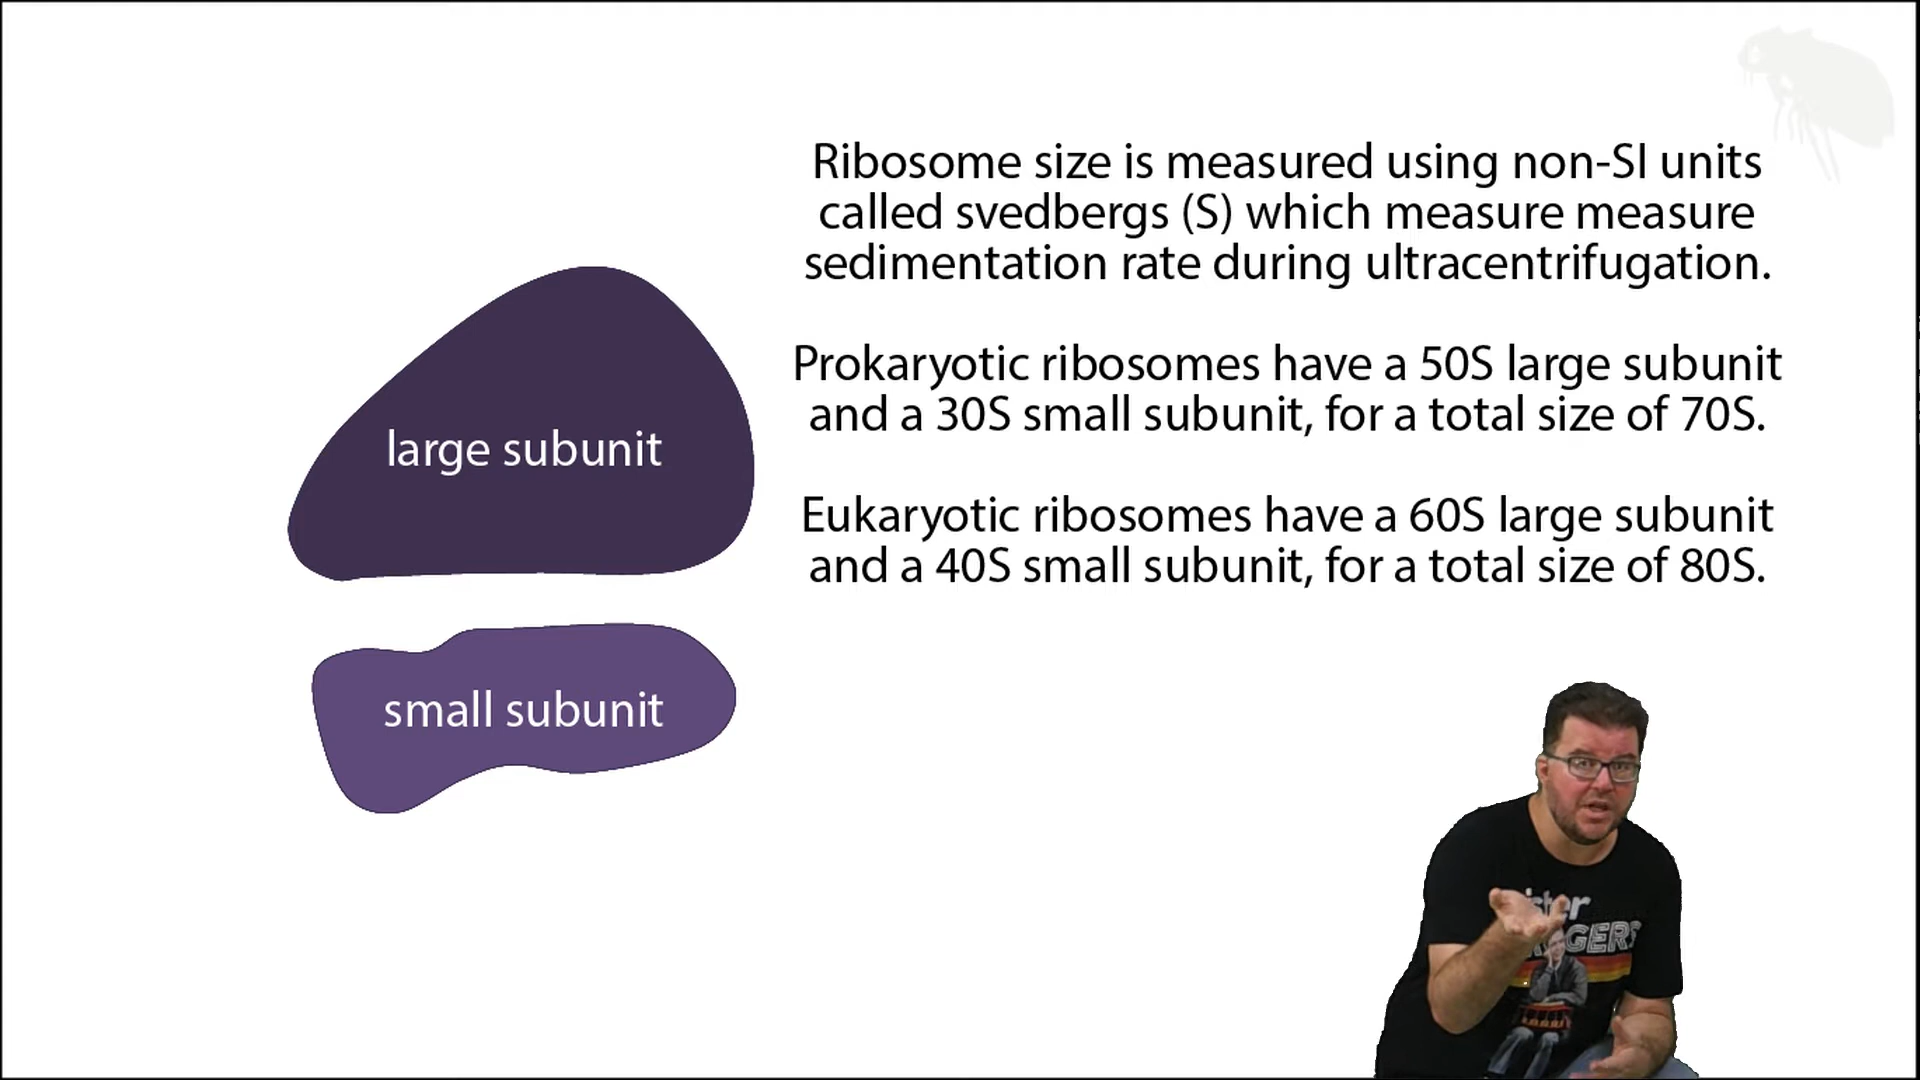 Ribosome size is measured using non-SI units
called svedbergs (S) which measure measure
sedimentation rate during ultracentrifugation.
Prokaryotic ribosomes have a 50S large subunit
and a 30S small subunit, for a total size of 70S.
Eukaryotic ribosomes have a 60S large subunit
and a 40S small subunit, for a total size of 80S.
large subunit
small subunit